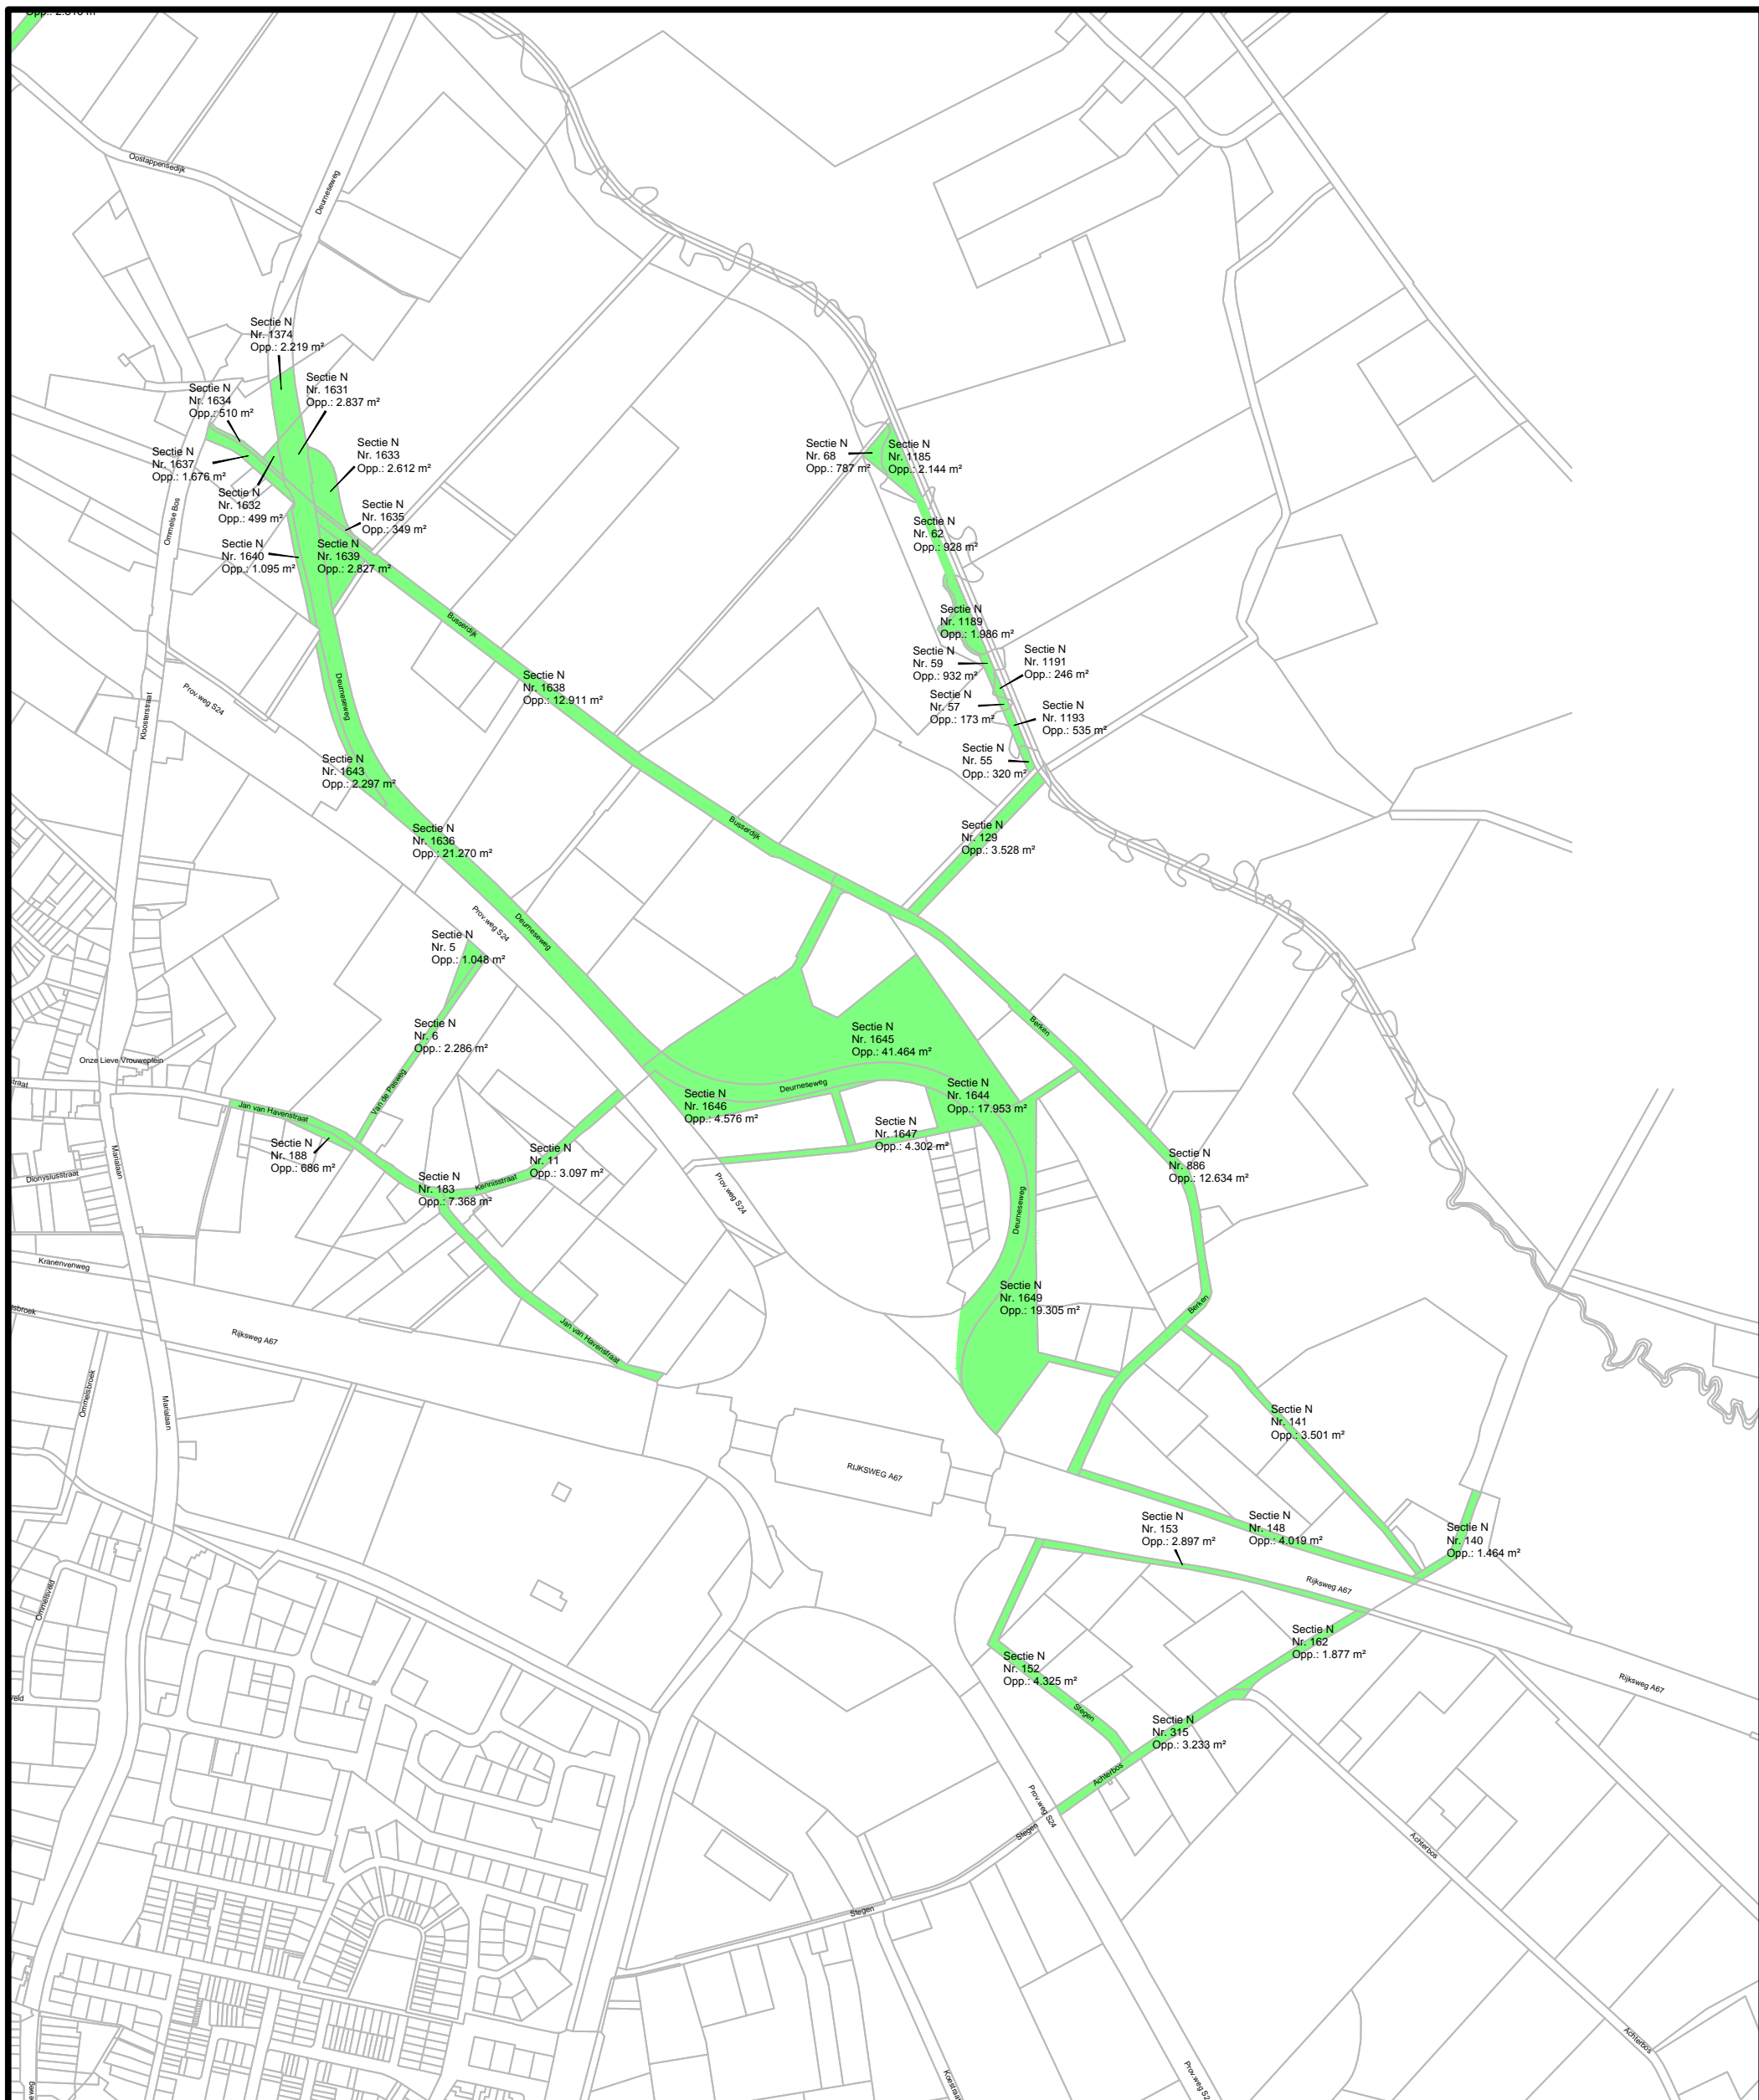 Oostappensedijk
Deurneseweg
Sectie N
Nr. 1374
Opp.: 2.219 m²
Sectie N
Nr. 1631
Opp.: 2.837 m²
Sectie N
Nr. 1634
Opp.: 510 m²
Sectie N
Nr. 1633
Opp.: 2.612 m²
Sectie N
Nr. 1637
Opp.: 1.676 m²
Sectie N
Nr. 1632
Opp.: 499 m²
Sectie N
Nr. 1635
Opp.: 349 m²
Sectie N
Nr. 1640
Opp.: 1.095 m²
Sectie N
Nr. 1639
Opp.: 2.827 m²
Ommelse Bos
Sectie N
Nr. 68
Opp.: 787 m²
Sectie N
Nr. 1185
Opp.: 2.144 m²
Sectie N
Nr. 62
Opp.: 928 m²
Sectie N
Nr. 1189
Opp.: 1.986 m²
Sectie N
Nr. 59
Opp.: 932 m²
Sectie N
Nr. 1191
Opp.: 246 m²
Sectie N
Nr. 57
Opp.: 173 m²
Sectie N
Nr. 1193
Opp.: 535 m²
Sectie N
Nr. 55
Opp.: 320 m²
Busserdijk
Sectie N
Nr. 1638
Opp.: 12.911 m²
Prov.weg S24
Deurneseweg
Kloosterstraat
Sectie N
Nr. 1643
Opp.: 2.297 m²
Sectie N
Nr. 1636
Opp.: 21.270 m²
Busserdijk
Sectie N
Nr. 129
Opp.: 3.528 m²
Prov.weg S24
Deurneseweg
Sectie N
Nr. 5
Opp.: 1.048 m²
Sectie N
Nr. 6
Opp.: 2.286 m²
Sectie N
Nr. 1645
Opp.: 41.464 m²
Berken
Onze Lieve Vrouweplein
straat
Van de Pasweg
Jan van Havenstraat
Deurneseweg
Sectie N
Nr. 1646
Opp.: 4.576 m²
Sectie N
Nr. 1644
Opp.: 17.953 m²
Sectie N
Nr. 1647
Opp.: 4.302 m²
Sectie N
Nr. 188
Opp.: 686 m²
Sectie N
Nr. 11
Opp.: 3.097 m²
Sectie N
Nr. 183
Opp.: 7.368 m²
Kennisstraat
Marialaan
Dionysiusstraat
Prov.weg S24
Deurneseweg
Sectie N
Nr. 886
Opp.: 12.634 m²
Kranenvenweg
Sectie N
Nr. 1649
Opp.: 19.305 m²
Berken
sbroek
Rijksweg A67
Jan van Havenstraat
Ommelsbroek
Marialaan
Sectie N
Nr. 141
Opp.: 3.501 m²
RIJKSWEG A67
Sectie N
Nr. 153
Opp.: 2.897 m²
Sectie N
Nr. 148
Opp.: 4.019 m²
Sectie N
Nr. 140
Opp.: 1.464 m²
Rijksweg A67
Ommelsveld
Sectie N
Nr. 162
Opp.: 1.877 m²
Sectie N
Nr. 152
Opp.: 4.325 m²
Rijksweg A67
veld
Stegen
Sectie N
Nr. 315
Opp.: 3.233 m²
Achterbos
Prov.weg S24
Stegen
Achterbos
Stegen
Achterbos
Koestraat
Prov.weg S2
weg